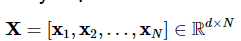 𝐗 = [𝐱₁, 𝐱₂, …, 𝐱_N] ∈ ℝ^{d×N}